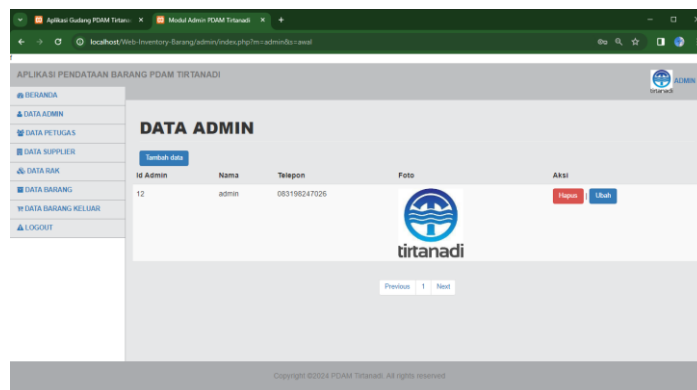 Aplikasi Gudang PDAM Tirtana
Modul Admin PDAM Tirtanadi
localhost/Web-Inventory-Barang/admin/index.php?m=admin&s=awal
APLIKASI PENDATAAN BARANG PDAM TIRTANADI
tirtanadi
ADMIN
BERANDA
DATA ADMIN
DATA PETUGAS
DATA SUPPLIER
DATA RAK
DATA BARANG
DATA BARANG KELUAR
LOGOUT
DATA ADMIN
Tambah data
Id Admin Nama Telepon Foto Aksi
12 admin 083198247026 Hapus | Ubah
tirtanadi
Previous 1 Next
Copyright ©2024 PDAM Tirtanadi. All rights reserved.